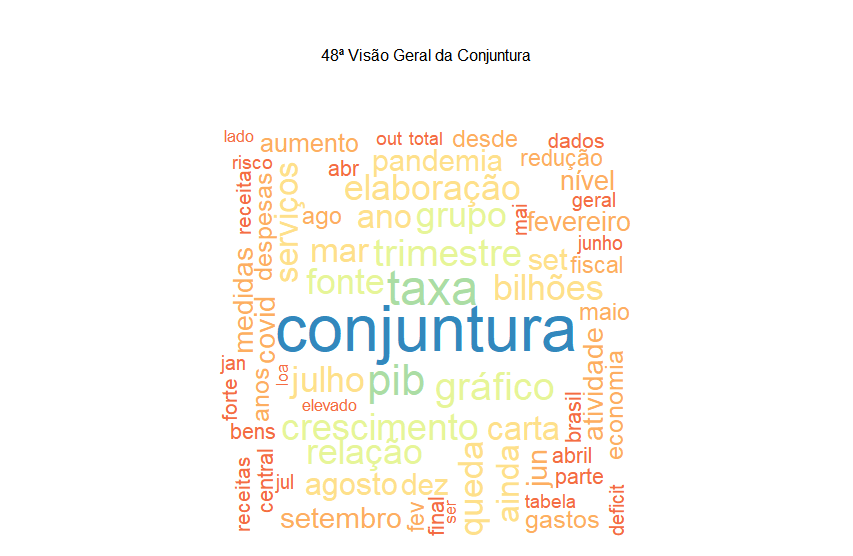 48ª Visão Geral da Conjuntura
lado
aumento
out
total
desde
dados
risco
abr
pandemia
redução
receita
despesas
serviços
elaboração
nível
geral
ago
ano
grupo
mai
fevereiro
junho
mar
trimestre
set
fiscal
medidas
covid
fonte
taxa
bilhões
maio
conjuntura
jan
forte
anos
loa
julho
pib
gráfico
brasil
atividade
economia
elevado
bens
crescimento
carta
relação
queda
ainda
jun
abril
parte
receitas
central
jul
agosto
dez
setembro
fev
final
ser
tabela
gastos
deficit